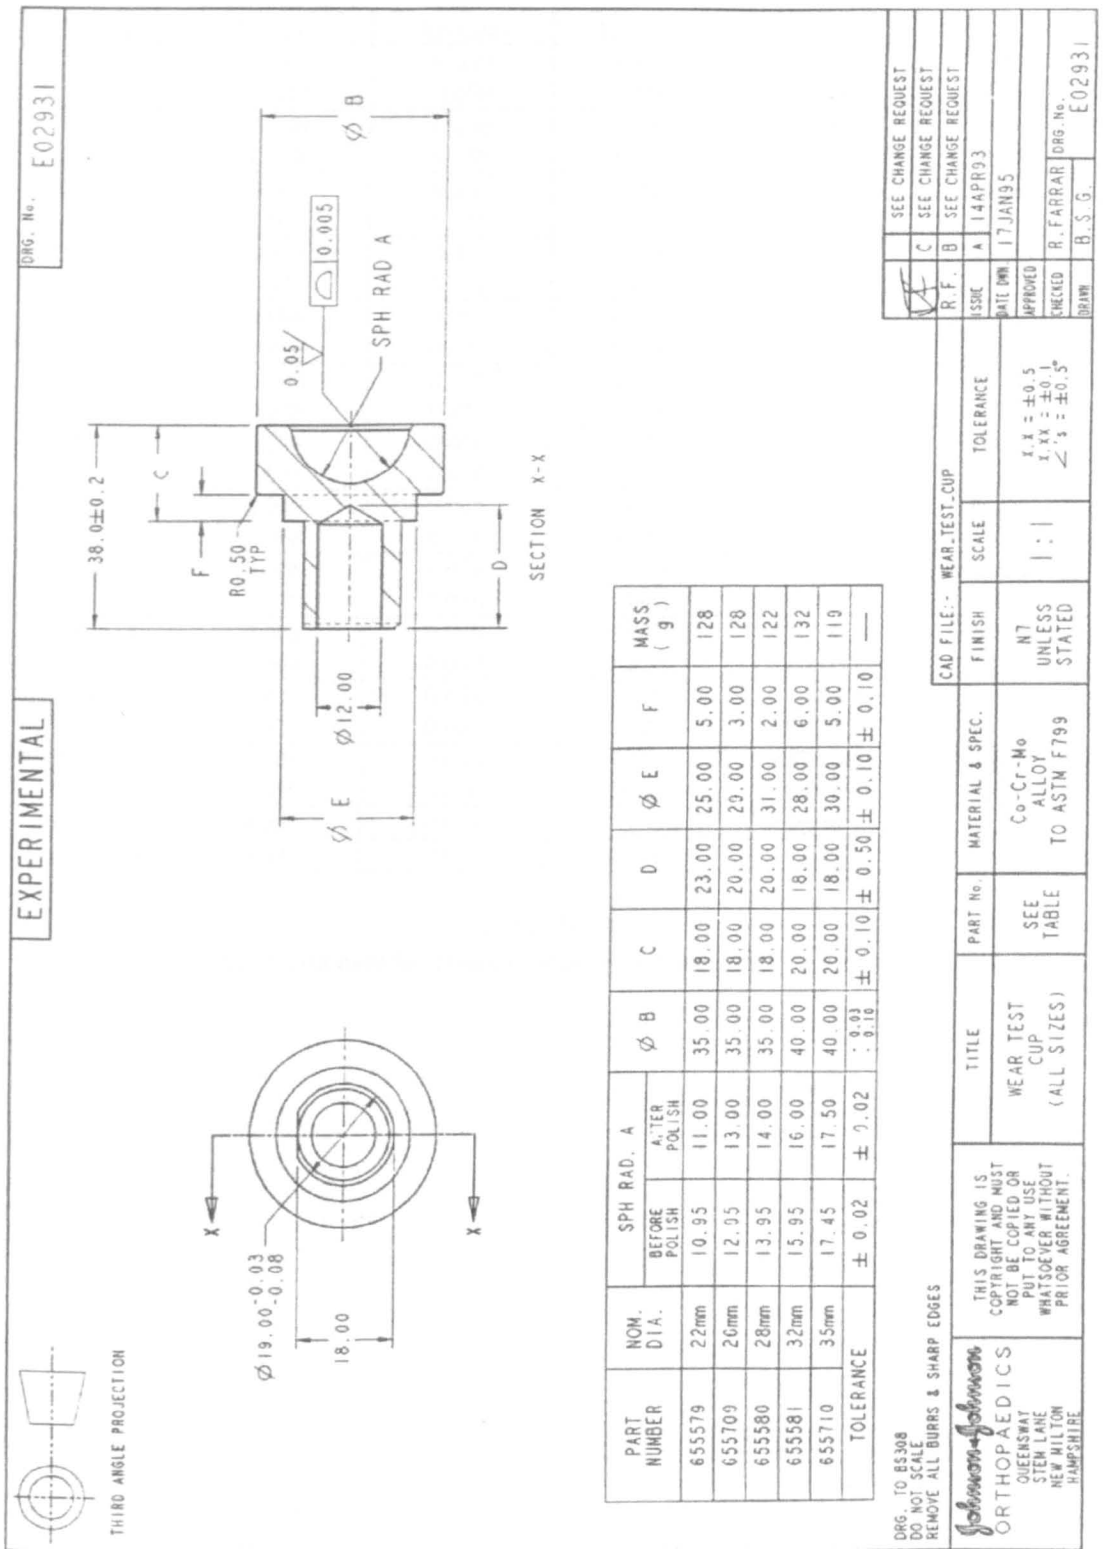 EXPERIMENTAL
DRG. No. E02931
THIRD ANGLE PROJECTION
X
X
Ø19.00 -0.03
-0.08
18.00
38.0±0.2
C
F
R0.50
TYP
Ø E
Ø12.00
D
0.05
0.005
SPH RAD A
Ø B
SECTION X-X
PART NUMBER NOM. DIA. SPH RAD. A Ø B C D Ø E F MASS (g)
BEFORE POLISH AFTER POLISH
655579 22mm 10.95 11.00 35.00 18.00 23.00 25.00 5.00 128
655709 26mm 12.95 13.00 35.00 18.00 20.00 29.00 3.00 128
655580 28mm 13.95 14.00 35.00 18.00 20.00 31.00 2.00 122
655581 32mm 15.95 16.00 40.00 20.00 18.00 28.00 6.00 132
655710 35mm 17.45 17.50 40.00 20.00 18.00 30.00 5.00 119
TOLERANCE ± 0.02 ± 0.02 0.03 0.10 ± 0.10 ± 0.50 ± 0.10 ± 0.10 —
DRG. TO BS308
DO NOT SCALE
REMOVE ALL BURRS & SHARP EDGES
Johnson+Johnson
ORTHOPAEDICS
QUEENSWAY
STEM LANE
NEW MILTON
HAMPSHIRE
THIS DRAWING IS
COPYRIGHT AND MUST
NOT BE COPIED OR
PUT TO ANY USE
WHATSOEVER WITHOUT
PRIOR AGREEMENT.
TITLE
WEAR TEST
CUP
(ALL SIZES)
PART No.
SEE
TABLE
MATERIAL & SPEC.
Co-Cr-Mo
ALLOY
TO ASTM F799
CAD FILE:- WEAR_TEST_CUP
FINISH
N7
UNLESS
STATED
SCALE
1:1
TOLERANCE
X.X = ±0.5
X.XX = ±0.1
∠'s = ±0.5°
SEE CHANGE REQUEST
C SEE CHANGE REQUEST
R.F. B SEE CHANGE REQUEST
ISSUE A 14APR93
DATE DWN. 17JAN95
APPROVED
CHECKED R.FARRAR
DRAWN B.S.G.
DRG.No. E02931